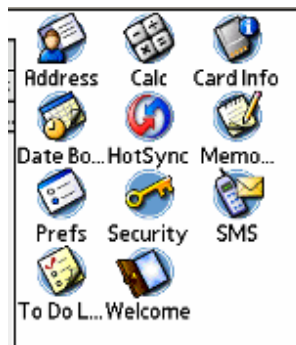 Address Calc Card Info
Date Bo... HotSync Memo...
Prefs Security SMS
To Do L... Welcome